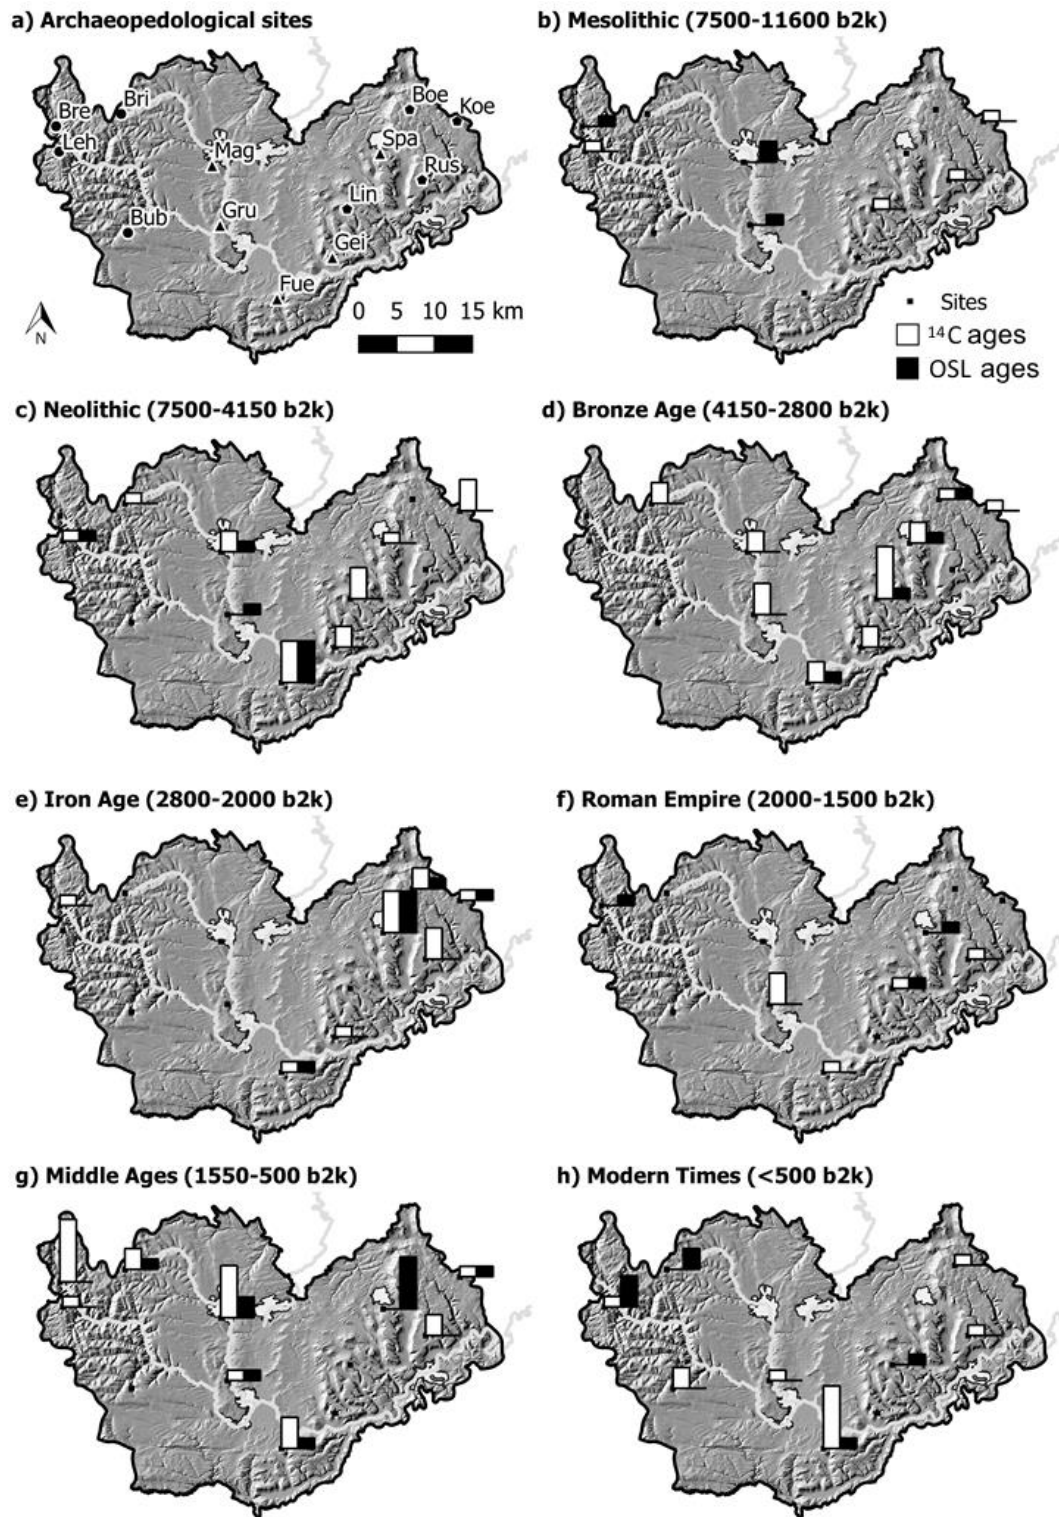 a) Archaeopedological sites
b) Mesolithic (7500-11600 b2k)
Bre
Bri
Boe
Koe
Leh
Mag
Spa
Rus
Lin
Bub
Gru
Gei
Fue
N
0 5 10 15 km
Sites
¹⁴C ages
OSL ages
c) Neolithic (7500-4150 b2k)
d) Bronze Age (4150-2800 b2k)
e) Iron Age (2800-2000 b2k)
f) Roman Empire (2000-1500 b2k)
g) Middle Ages (1550-500 b2k)
h) Modern Times (<500 b2k)